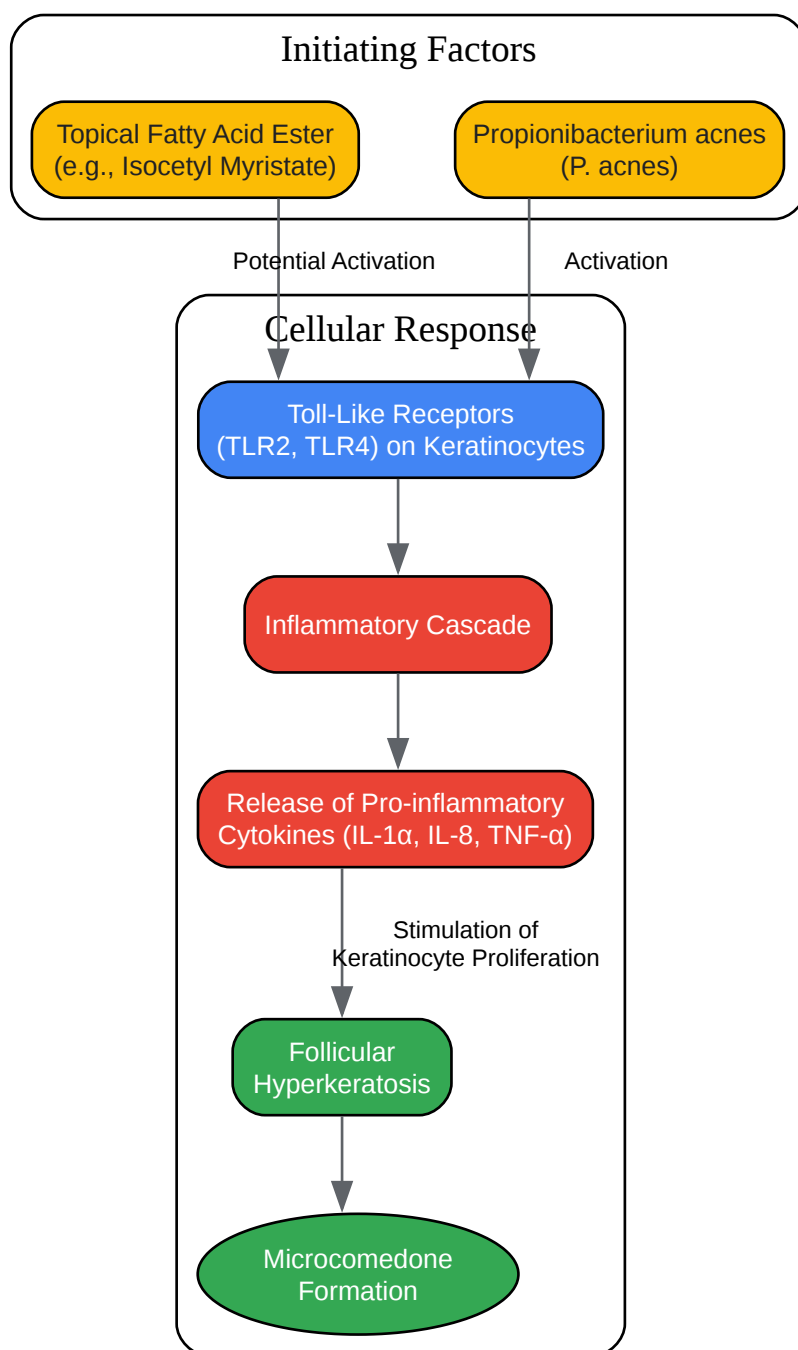 Initiating Factors
Topical Fatty Acid Ester
(e.g., Isocetyl Myristate)
Propionibacterium acnes
(P. acnes)
Potential Activation
Activation
Cellular Response
Toll-Like Receptors
(TLR2, TLR4) on Keratinocytes
Inflammatory Cascade
Release of Pro-inflammatory
Cytokines (IL-1α, IL-8, TNF-α)
Stimulation of
Keratinocyte Proliferation
Follicular
Hyperkeratosis
Microcomedone
Formation